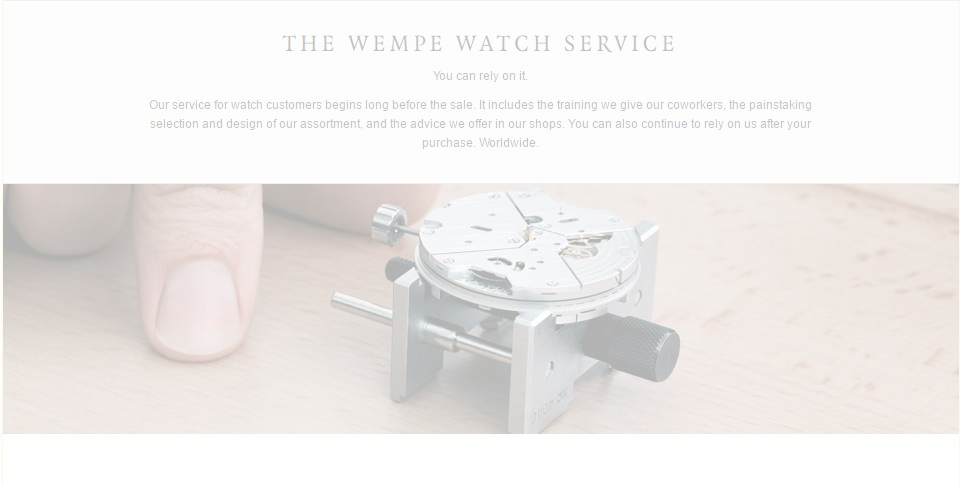 THE WEMPE WATCH SERVICE
You can rely on it.
Our service for watch customers begins long before the sale. It includes the training we give our coworkers, the painstaking
selection and design of our assortment, and the advice we offer in our shops. You can also continue to rely on us after your
purchase. Worldwide.